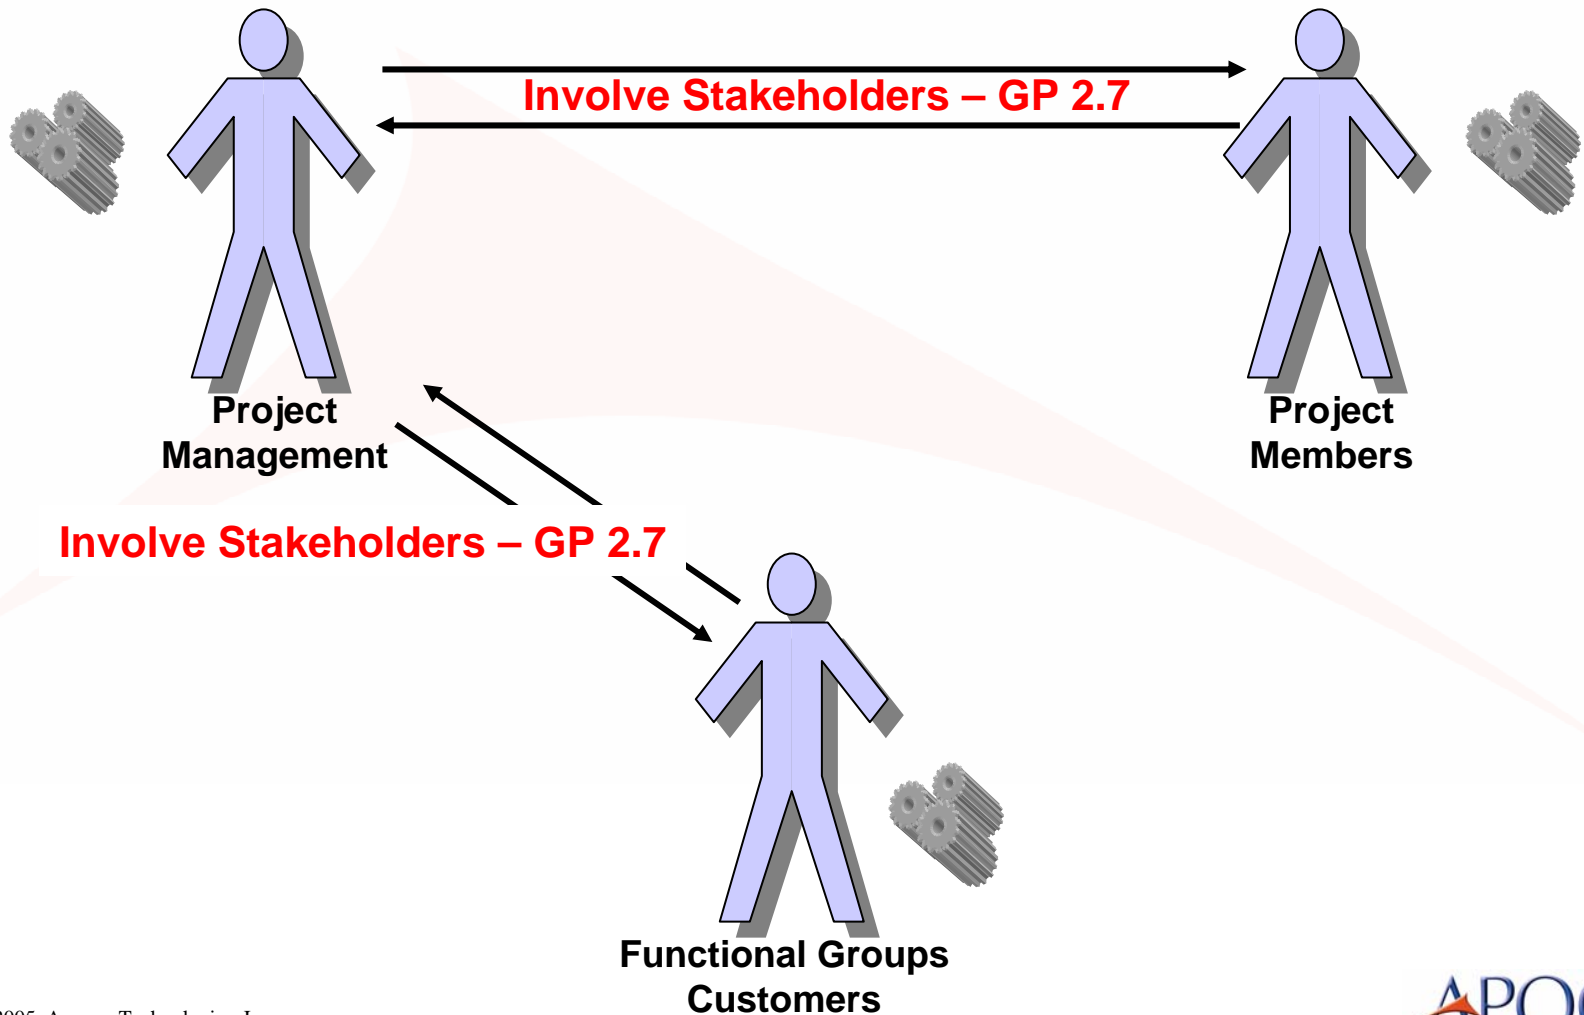 Involve Stakeholders – GP 2.7
Project
Management
Project
Members
Involve Stakeholders – GP 2.7
Functional Groups
Customers